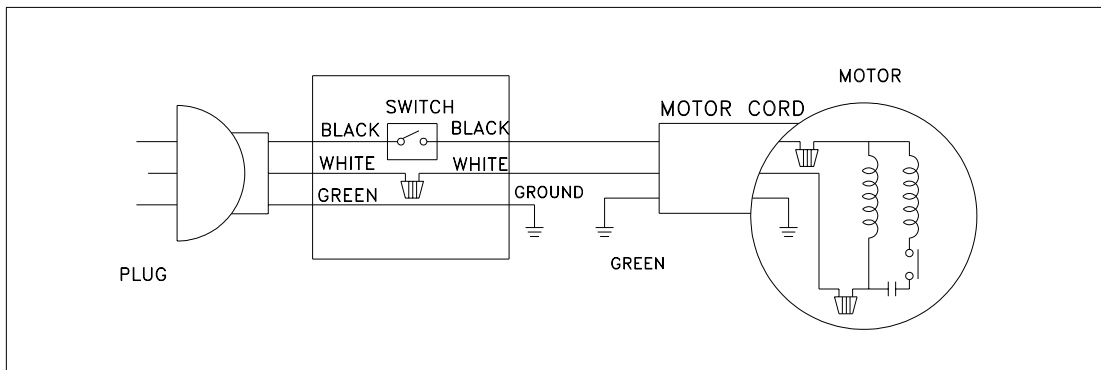 MOTOR
SWITCH
MOTOR CORD
BLACK BLACK
WHITE WHITE
GREEN GROUND
GREEN
PLUG